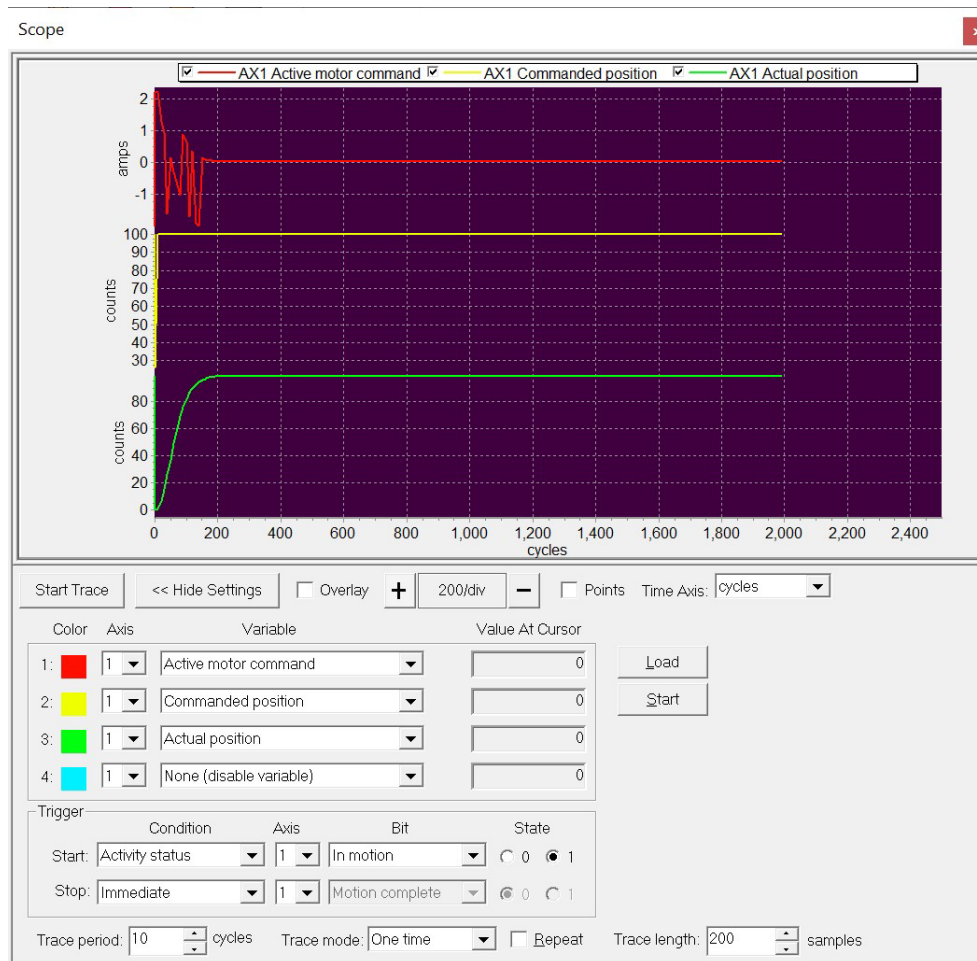 Scope
AX1 Active motor command AX1 Commanded position AX1 Actual position
2
1
0
-1
amps
100
90
80
70
60
50
40
30
counts
80
60
40
20
0
counts
0 200 400 600 800 1,000 1,200 1,400 1,600 1,800 2,000 2,200 2,400
cycles
Start Trace << Hide Settings Overlay + 200/div - Points Time Axis: cycles
Color Axis Variable Value At Cursor
1: 1 Active motor command 0 Load
2: 1 Commanded position 0 Start
3: 1 Actual position 0
4: 1 None (disable variable) 0
Trigger
Condition Axis Bit State
Start: Activity status 1 In motion 0 1
Stop: Immediate 1 Motion complete 0 1
Trace period: 10 cycles Trace mode: One time Repeat Trace length: 200 samples